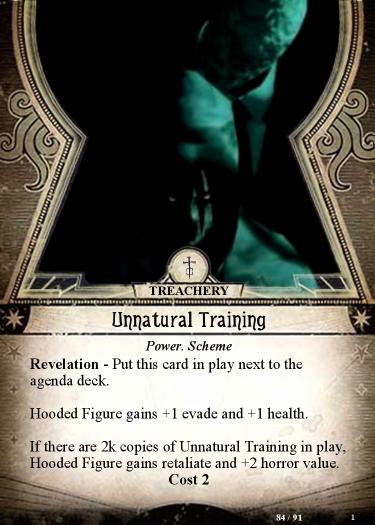 TREACHERY
Unnatural Training
Power. Scheme
Revelation - Put this card in play next to the
agenda deck.
Hooded Figure gains +1 evade and +1 health.
If there are 2k copies of Unnatural Training in play,
Hooded Figure gains retaliate and +2 horror value.
Cost 2
84 / 91 1